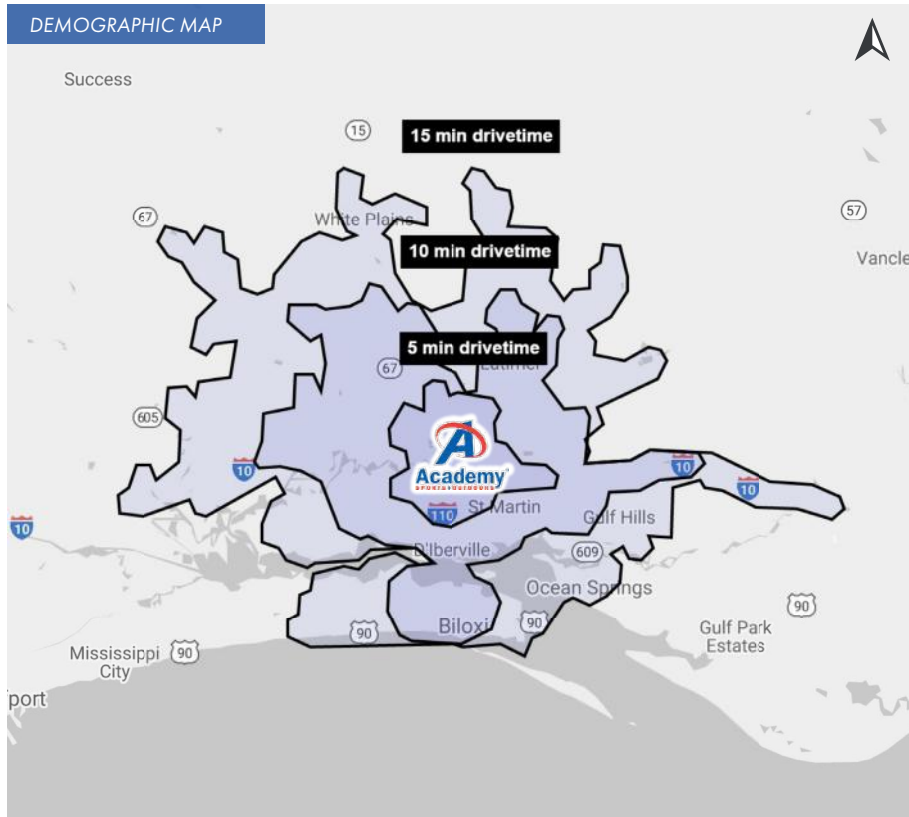 DEMOGRAPHIC MAP
Success
15
15 min drivetime
67
White Plains
57
10 min drivetime
Vancle
5 min drivetime
67
Latimer
605
Academy
SPORTS+OUTDOORS
10
10
10
10
110
St Martin
Gulf Hills
D'Iberville
609
Ocean Springs
90
90
90
Biloxi
Gulf Park
Estates
Mississippi
City
90
port